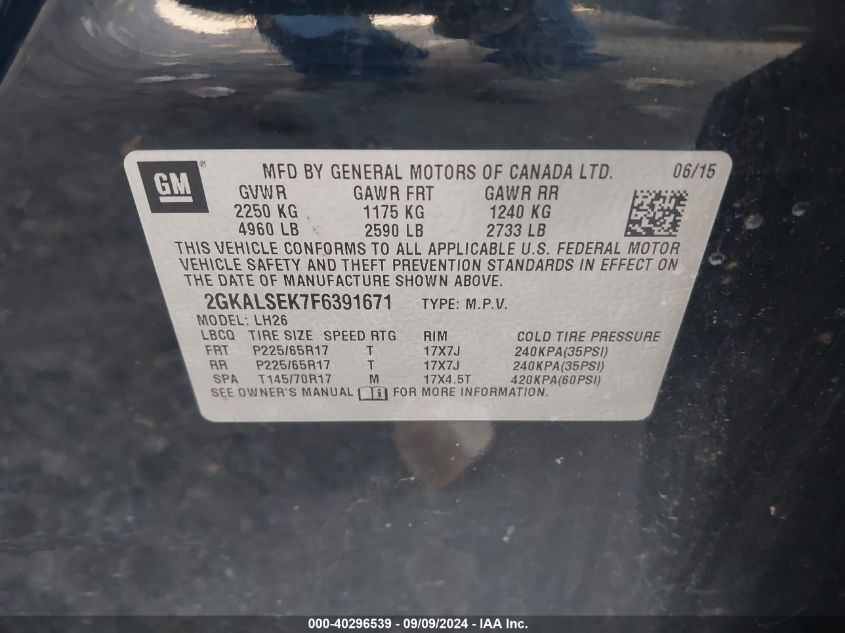 GM ® MFD BY GENERAL MOTORS OF CANADA LTD. 06/15
GVWR GAWR FRT GAWR RR
2250 KG 1175 KG 1240 KG
4960 LB 2590 LB 2733 LB
THIS VEHICLE CONFORMS TO ALL APPLICABLE U.S. FEDERAL MOTOR
VEHICLE SAFETY AND THEFT PREVENTION STANDARDS IN EFFECT ON
THE DATE OF MANUFACTURE SHOWN ABOVE.
2GKALSEK7F6391671 TYPE: M.P.V.
MODEL: LH26
LBCQ TIRE SIZE SPEED RTG RIM COLD TIRE PRESSURE
FRT P225/65R17 T 17X7J 240KPA(35PSI)
RR P225/65R17 T 17X7J 240KPA(35PSI)
SPA T145/70R17 M 17X4.5T 420KPA(60PSI)
SEE OWNER'S MANUAL FOR MORE INFORMATION.
000-40296539 - 09/09/2024 - IAA Inc.